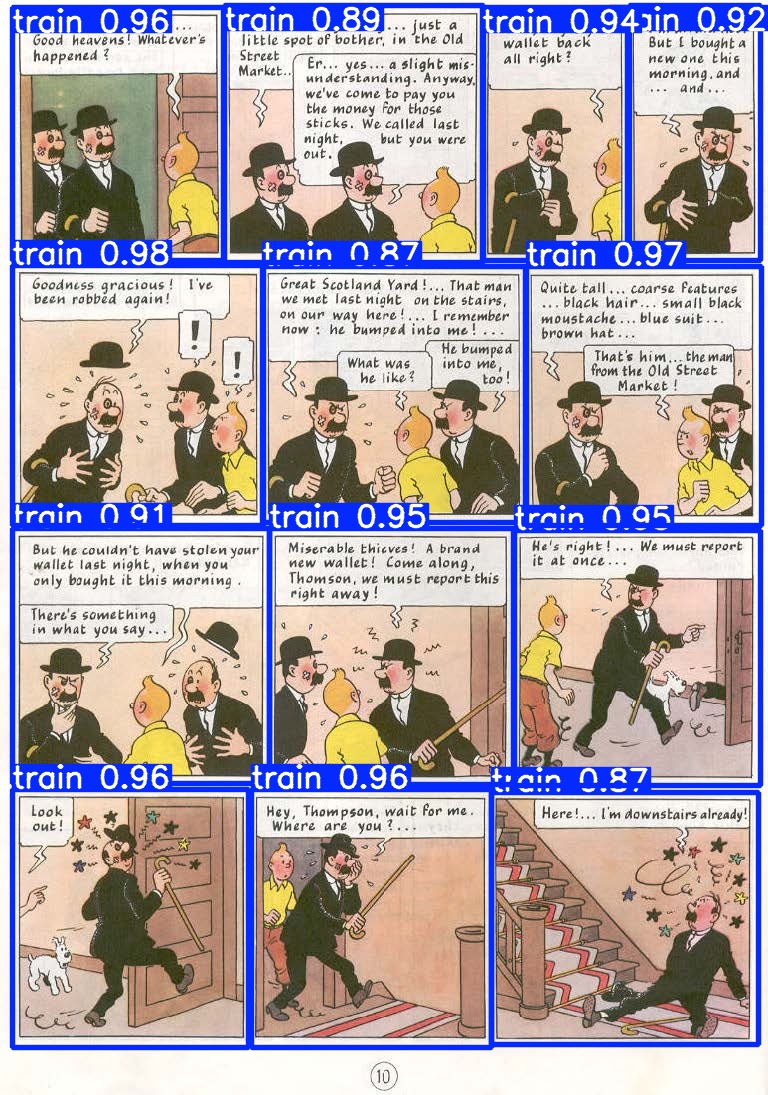 train 0.96
Good heavens! Whatever's
happened?
train 0.89
... just a
little spot of bother, in the Old
Street
Market..
Er... yes... a slight mis-
understanding. Anyway,
we've come to pay you
the money for those
sticks. We called last
night, but you were
out.
train 0.94
wallet back
all right?
0.92
But I bought a
new one this
morning, and
... and...
train 0.98
Goodness gracious! I've
been robbed again!
!
!
train 0.87
Great Scotland Yard!... That man
we met last night on the stairs,
on our way here!... I remember
now: he bumped into me!...
What was
he like?
He bumped
into me,
too!
train 0.97
Quite tall... coarse features
... black hair... small black
moustache... blue suit...
brown hat...
That's him... the man
from the Old Street
Market!
train 0.91
But he couldn't have stolen your
wallet last night, when you
only bought it this morning.
There's something
in what you say...
train 0.95
Miserable thieves! A brand
new wallet! Come along,
Thomson, we must report this
right away!
train 0.95
He's right!... We must report
it at once...
train 0.96
Look
out!
train 0.96
Hey, Thompson, wait for me.
Where are you?...
train 0.87
Here!... I'm downstairs already!
10